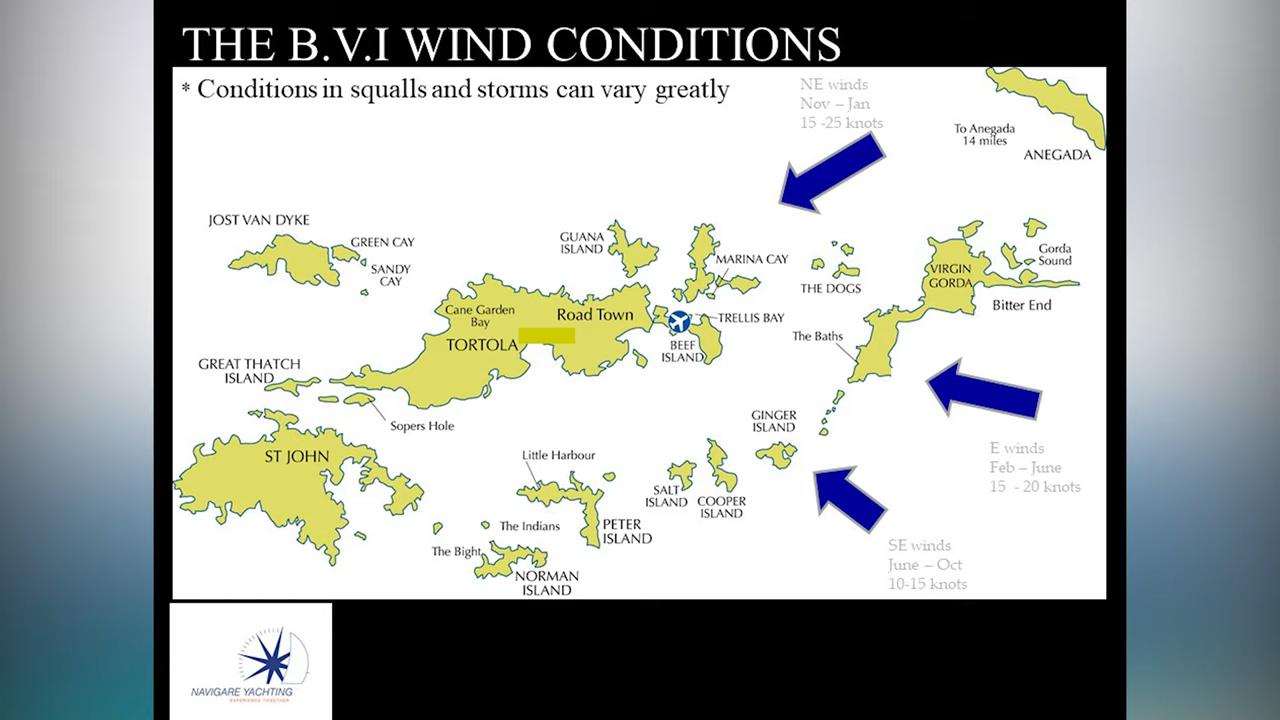 THE B.V.I WIND CONDITIONS
* Conditions in squalls and storms can vary greatly
NE winds
Nov – Jan
15 -25 knots
To Anegada
14 miles
ANEGADA
JOST VAN DYKE
GREEN CAY
SANDY
CAY
GUANA
ISLAND
MARINA CAY
THE DOGS
VIRGIN
GORDA
Gorda
Sound
Bitter End
Cane Garden
Bay
Road Town
TORTOLA
TRELLIS BAY
BEEF
ISLAND
The Baths
GREAT THATCH
ISLAND
Sopers Hole
GINGER
ISLAND
E winds
Feb – June
15 - 20 knots
ST JOHN
Little Harbour
SALT
ISLAND
COOPER
ISLAND
The Indians
PETER
ISLAND
The Bight
NORMAN
ISLAND
SE winds
June – Oct
10-15 knots
NAVIGARE YACHTING
EXPERIENCE TOGETHER